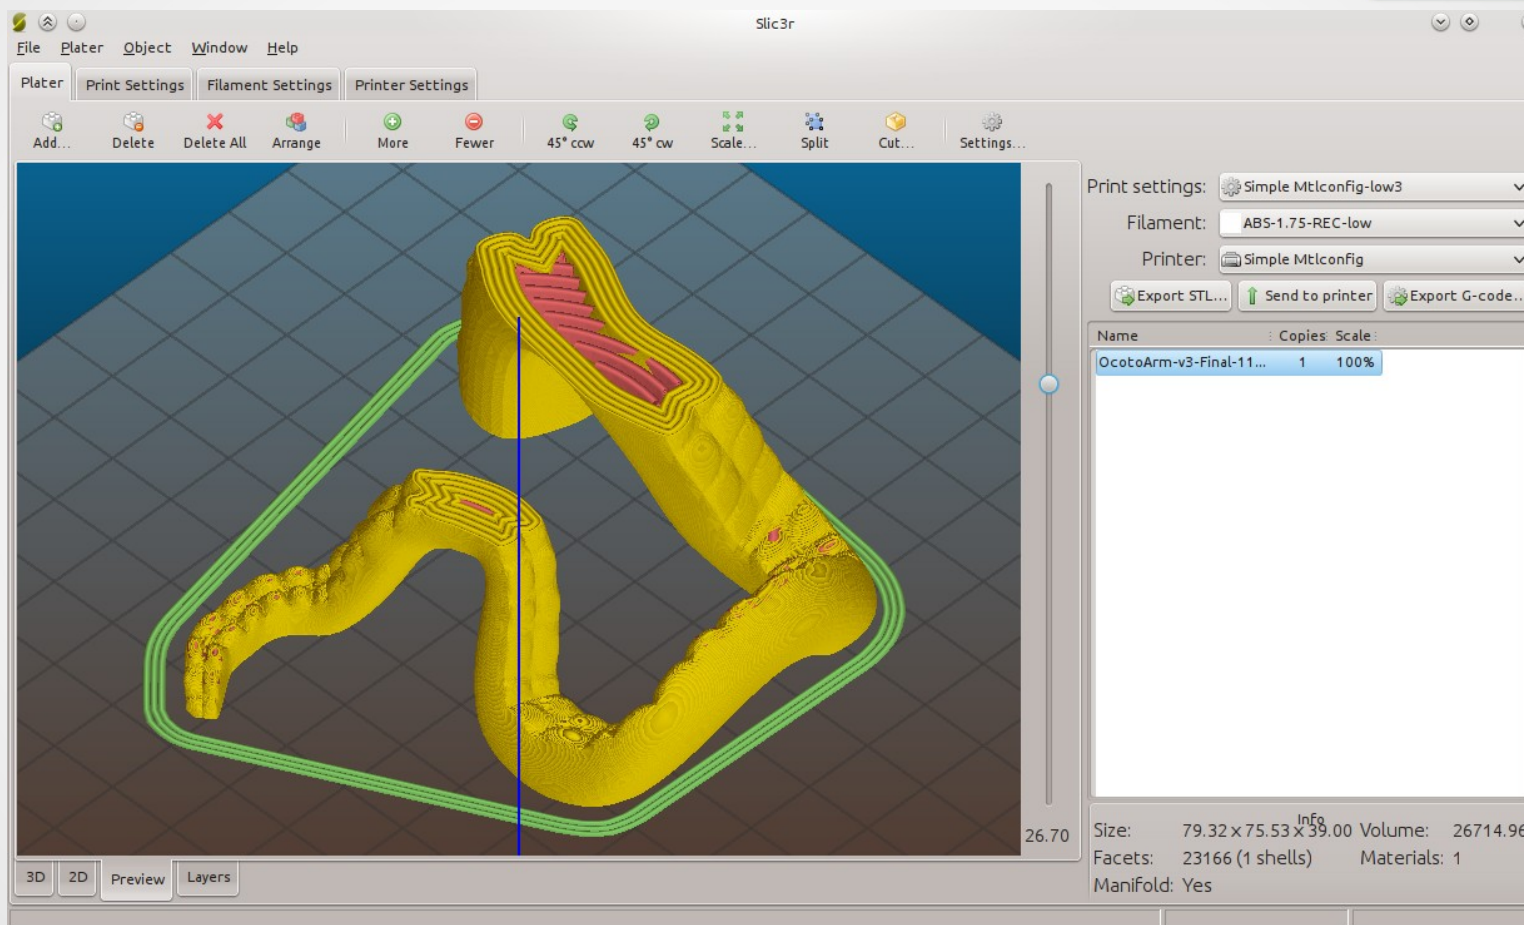 Slic3r
File Plater Object Window Help
Plater Print Settings Filament Settings Printer Settings
Add... Delete Delete All Arrange More Fewer 45° ccw 45° cw Scale... Split Cut... Settings...
Print settings: Simple Mtlconfig-low3
Filament: ABS-1.75-REC-low
Printer: Simple Mtlconfig
Export STL... Send to printer Export G-code...
Name Copies Scale
OcotoArm-v3-Final-11... 1 100%
26.70
Info
Size: 79.32 x 75.53 x 39.00 Volume: 26714.96
Facets: 23166 (1 shells) Materials: 1
Manifold: Yes
3D 2D Preview Layers